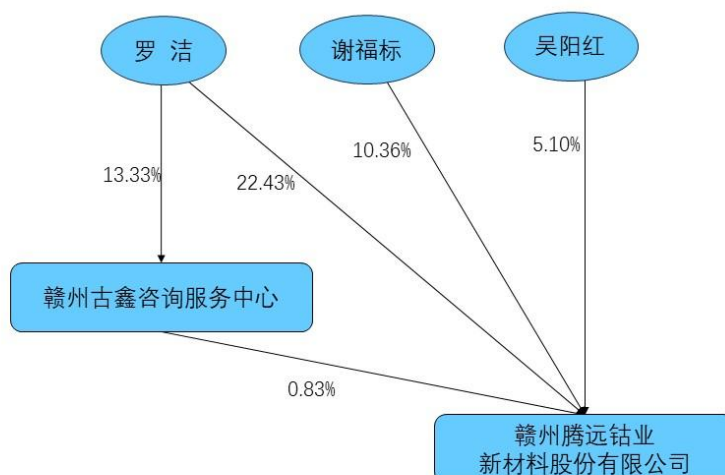 罗 洁
谢福标
吴阳红
13.33%
22.43%
10.36%
5.10%
赣州古鑫咨询服务中心
0.83%
赣州腾远钴业
新材料股份有限公司